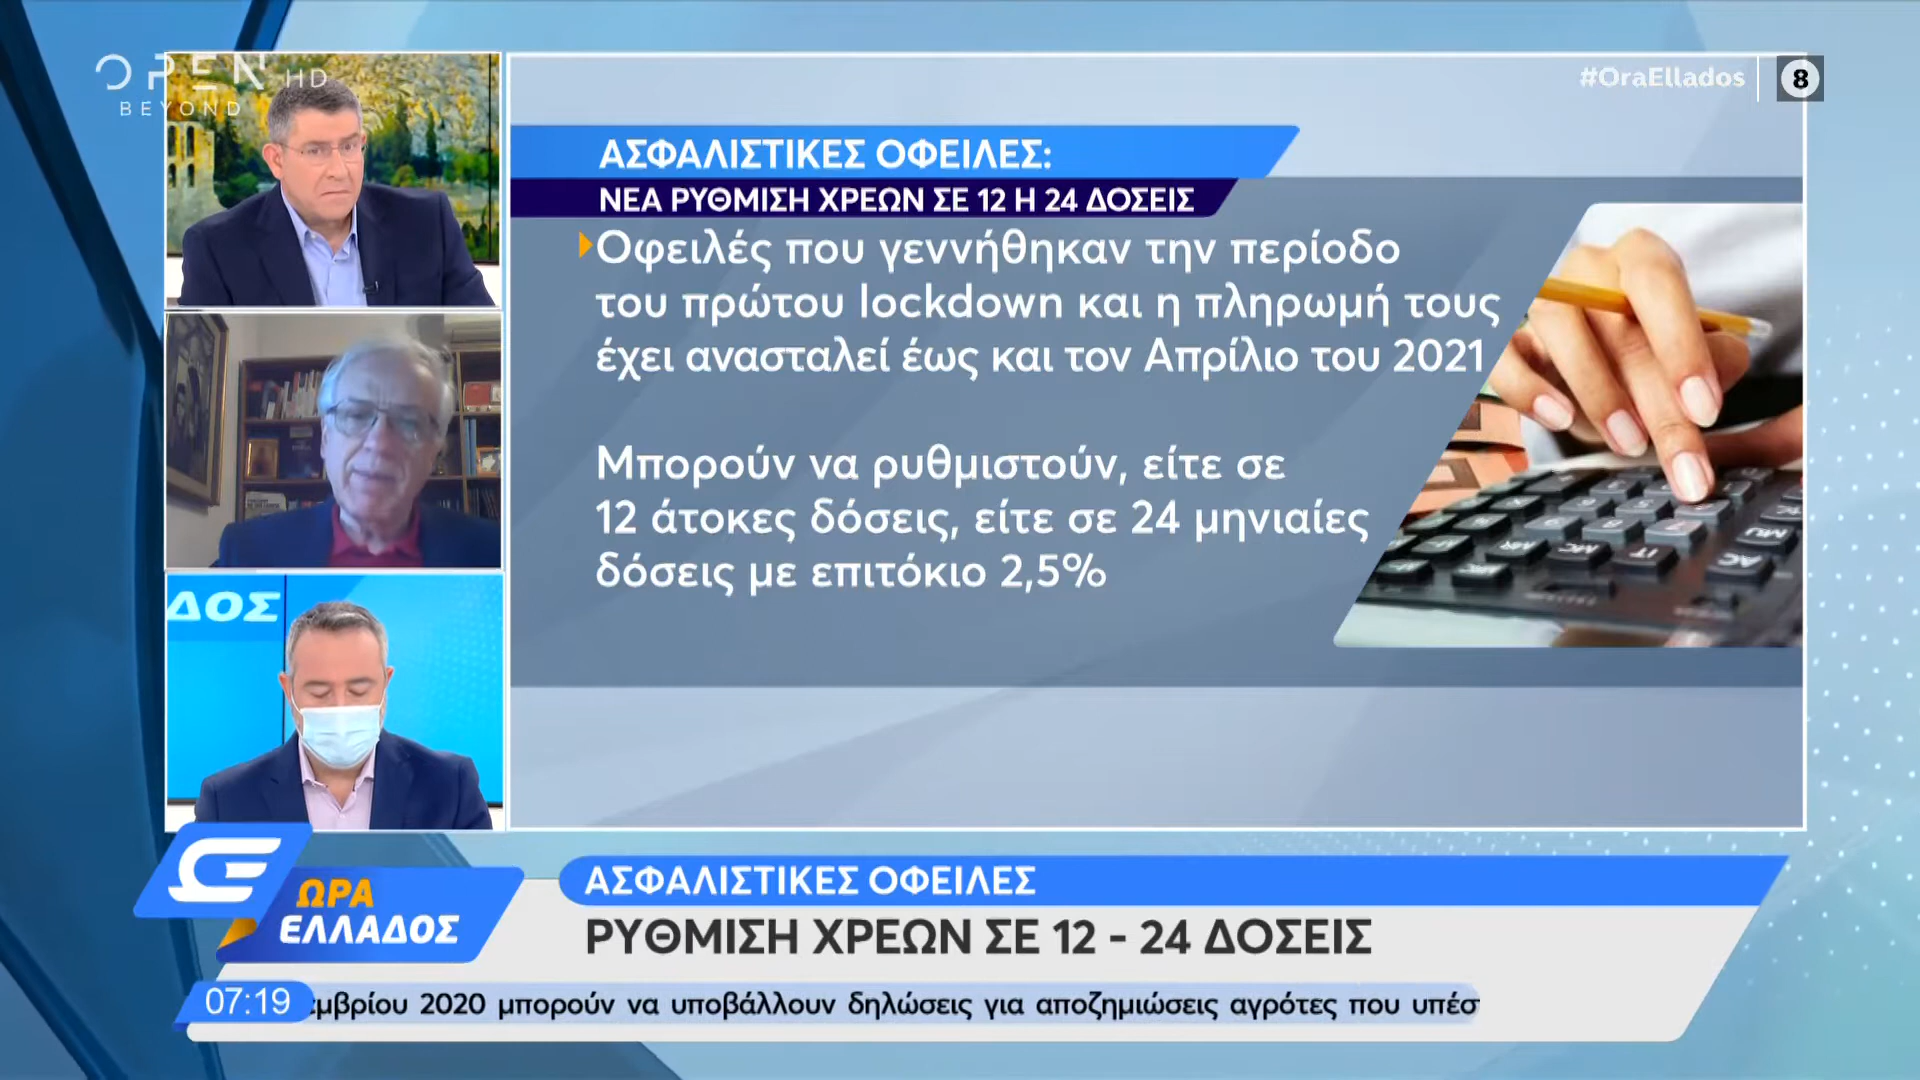 OPEN HD
BEYOND
#OraEllados
8
ΑΣΦΑΛΙΣΤΙΚΕΣ ΟΦΕΙΛΕΣ:
ΝΕΑ ΡΥΘΜΙΣΗ ΧΡΕΩΝ ΣΕ 12 Η 24 ΔΟΣΕΙΣ
Οφειλές που γεννήθηκαν την περίοδο
του πρώτου lockdown και η πληρωμή τους
έχει ανασταλεί έως και τον Απρίλιο του 2021
Μπορούν να ρυθμιστούν, είτε σε
12 άτοκες δόσεις, είτε σε 24 μηνιαίες
δόσεις με επιτόκιο 2,5%
ΔΟΣ
ΩΡΑ
ΕΛΛΑΔΟΣ
ΑΣΦΑΛΙΣΤΙΚΕΣ ΟΦΕΙΛΕΣ
ΡΥΘΜΙΣΗ ΧΡΕΩΝ ΣΕ 12 - 24 ΔΟΣΕΙΣ
07:19 εμβρίου 2020 μπορούν να υποβάλλουν δηλώσεις για αποζημιώσεις αγρότες που υπέσ